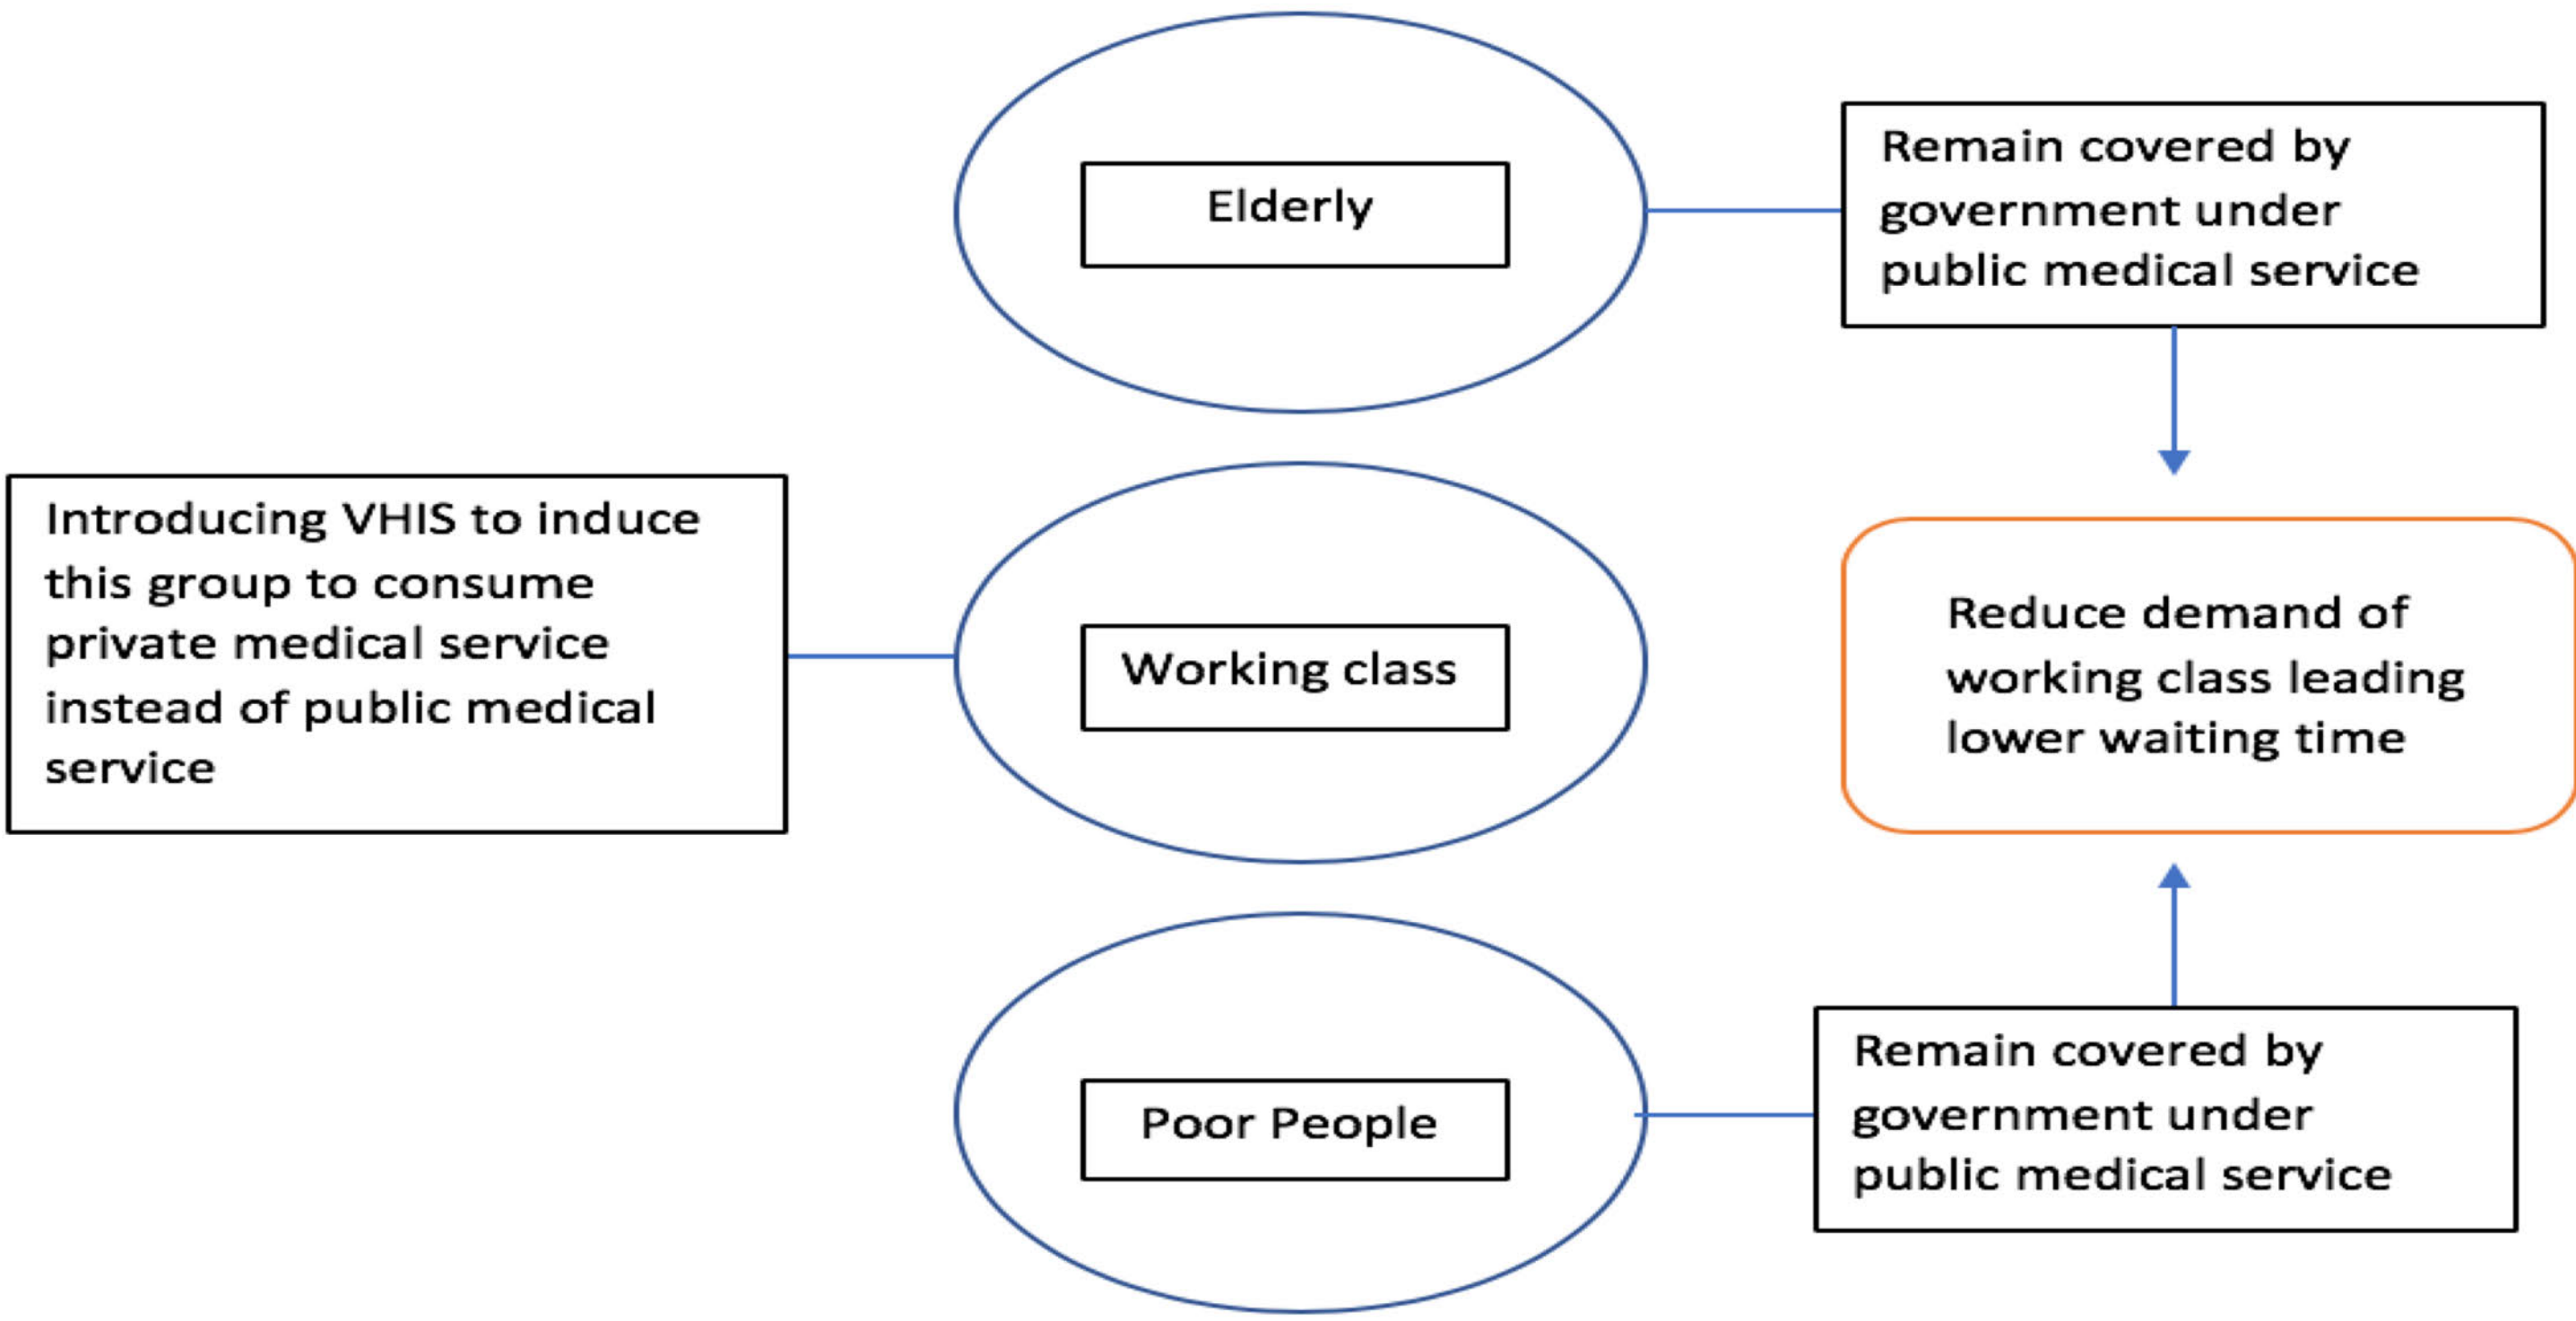 Elderly
Remain covered by
government under
public medical service
Introducing VHIS to induce
this group to consume
private medical service
instead of public medical
service
Working class
Reduce demand of
working class leading
lower waiting time
Poor People
Remain covered by
government under
public medical service